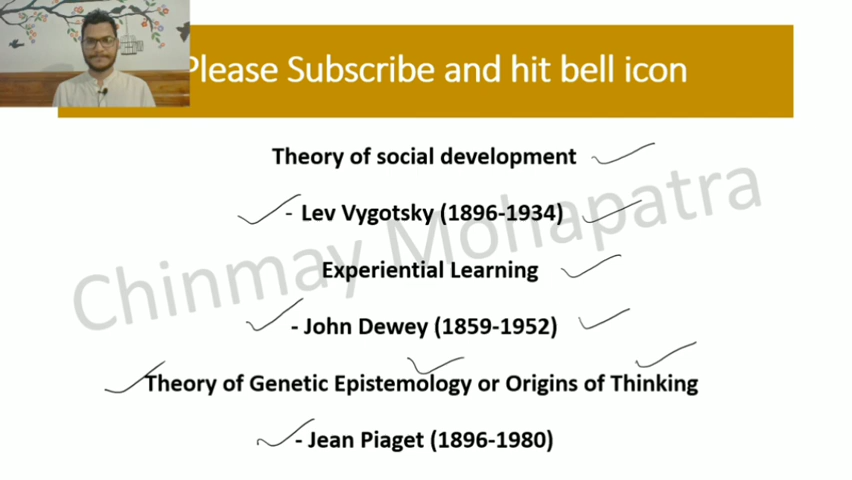 Please Subscribe and hit bell icon
Theory of social development
- Lev Vygotsky (1896-1934)
Experiential Learning
- John Dewey (1859-1952)
Theory of Genetic Epistemology or Origins of Thinking
- Jean Piaget (1896-1980)
Chinmay Mohapatra